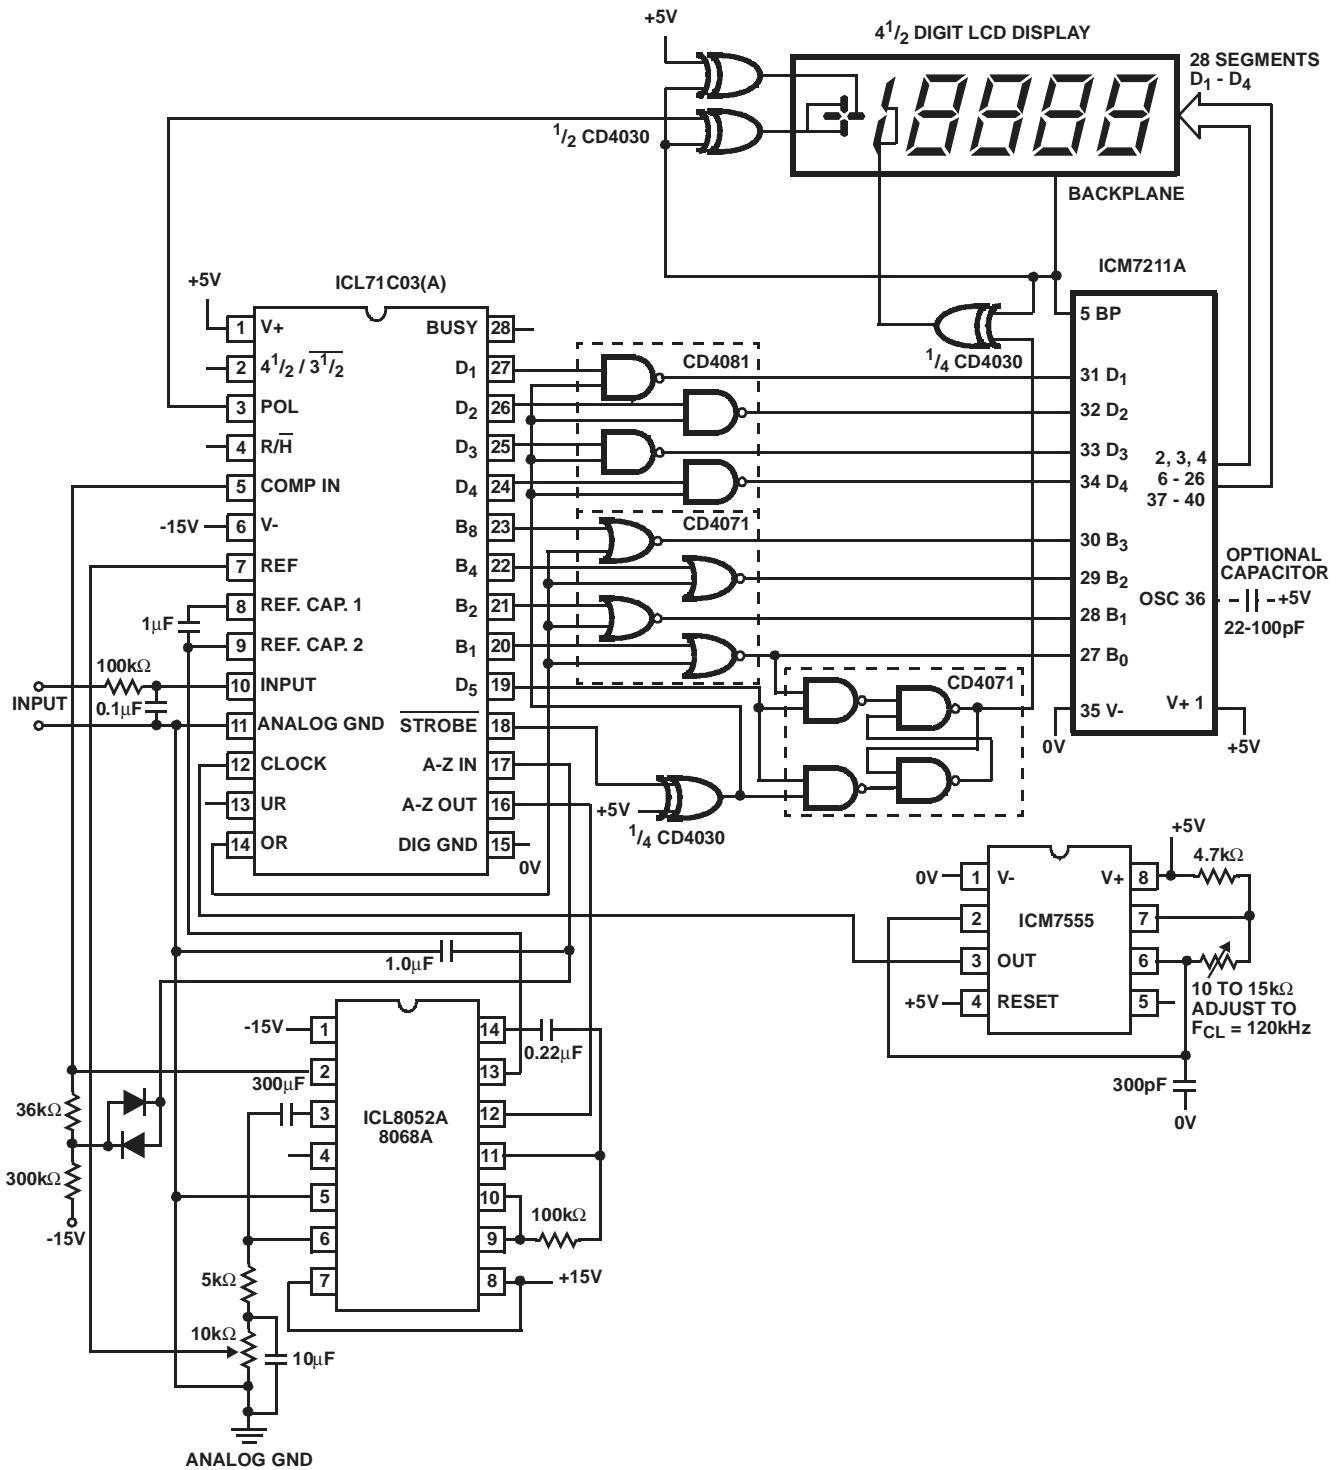 +5V
4 1/2 DIGIT LCD DISPLAY
28 SEGMENTS
D1 - D4
1/2 CD4030
BACKPLANE
ICM7211A
ICL71C03(A)
+5V
1 V+
2 4 1/2 / 3 1/2
3 POL
4 R/H
5 COMP IN
-15V
6 V-
7 REF
8 REF. CAP. 1
1μF
9 REF. CAP. 2
100kΩ
10 INPUT
INPUT
0.1μF
11 ANALOG GND
12 CLOCK
13 UR
14 OR
BUSY 28
D1 27
D2 26
D3 25
D4 24
B8 23
B4 22
B2 21
B1 20
D5 19
STROBE 18
A-Z IN 17
A-Z OUT 16
DIG GND 15
0V
CD4081
CD4071
CD4071
1/4 CD4030
+5V
1/4 CD4030
5 BP
31 D1
32 D2
33 D3
34 D4
30 B3
29 B2
28 B1
27 B0
35 V-
0V
2, 3, 4
6 - 26
37 - 40
OSC 36
V+ 1
+5V
OPTIONAL
CAPACITOR
+5V
22-100pF
1.0μF
ICL8052A
8068A
-15V
1
2
300μF
3
4
5
6
7
14
13
12
11
10
9
8
0.22μF
100kΩ
+15V
36kΩ
300kΩ
-15V
5kΩ
10kΩ
10μF
ANALOG GND
ICM7555
0V
1 V-
2
3 OUT
+5V
4 RESET
V+ 8
7
6
5
+5V
4.7kΩ
10 TO 15kΩ
ADJUST TO
FCL = 120kHz
300pF
0V